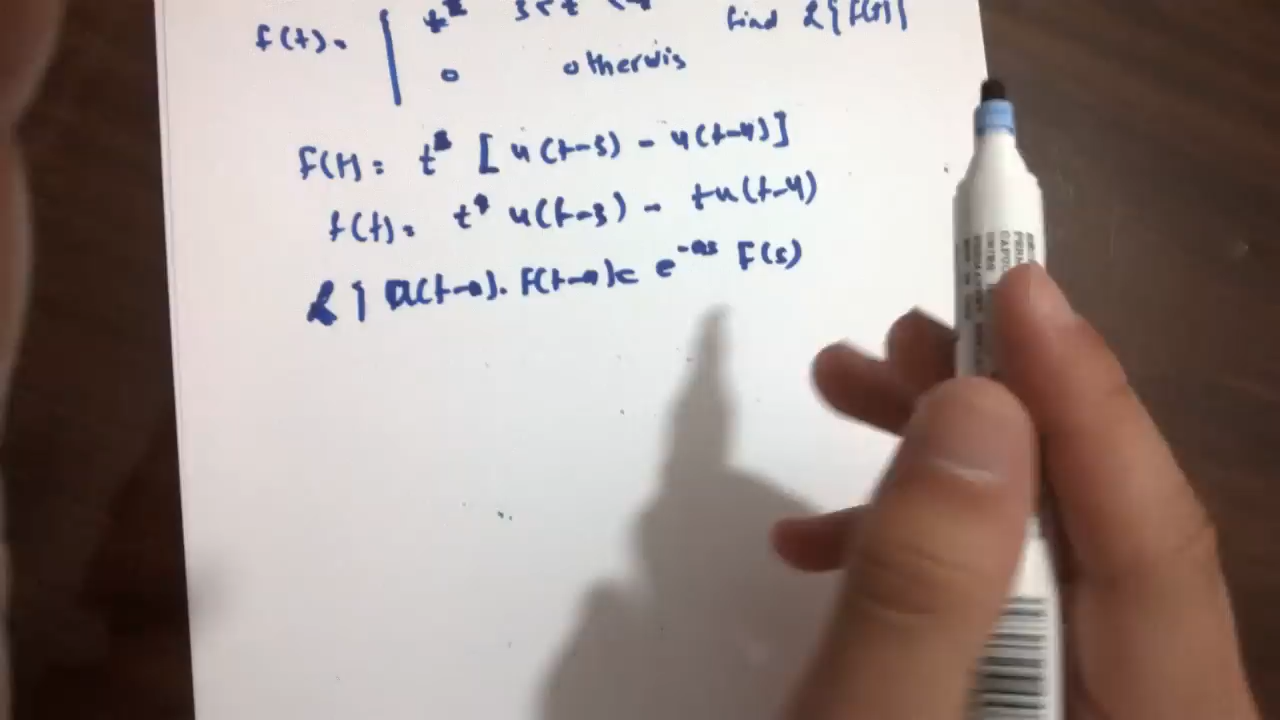 f(t) = t² 3<t<4 find ℒ{f(t)}
0 otherwis
F(t) = t² [u(t-3) - u(t-4)]
f(t) = t² u(t-3) - tu(t-4)
ℒ{u(t-a). F(t-a)} = e^-as F(s)